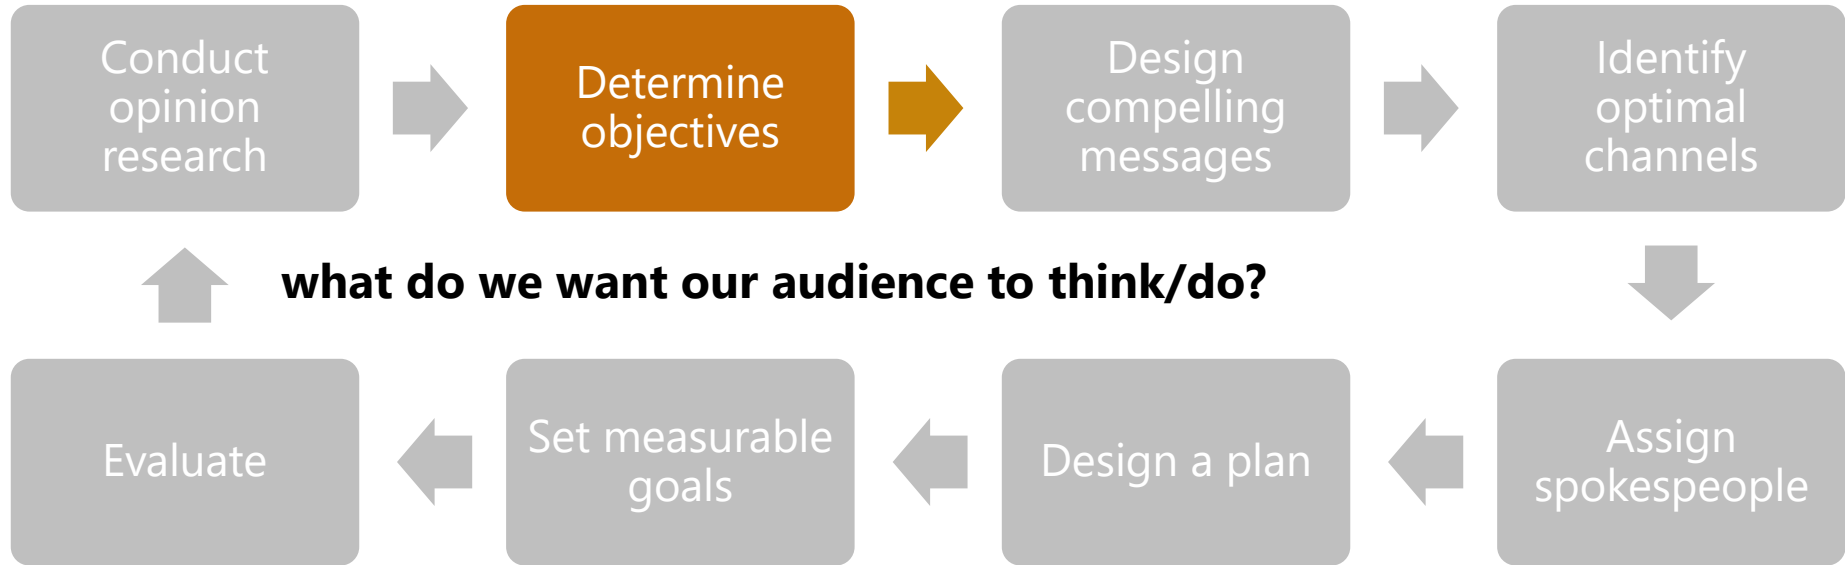 Conduct
opinion
research
Determine
objectives
Design
compelling
messages
Identify
optimal
channels
what do we want our audience to think/do?
Evaluate
Set measurable
goals
Design a plan
Assign
spokespeople